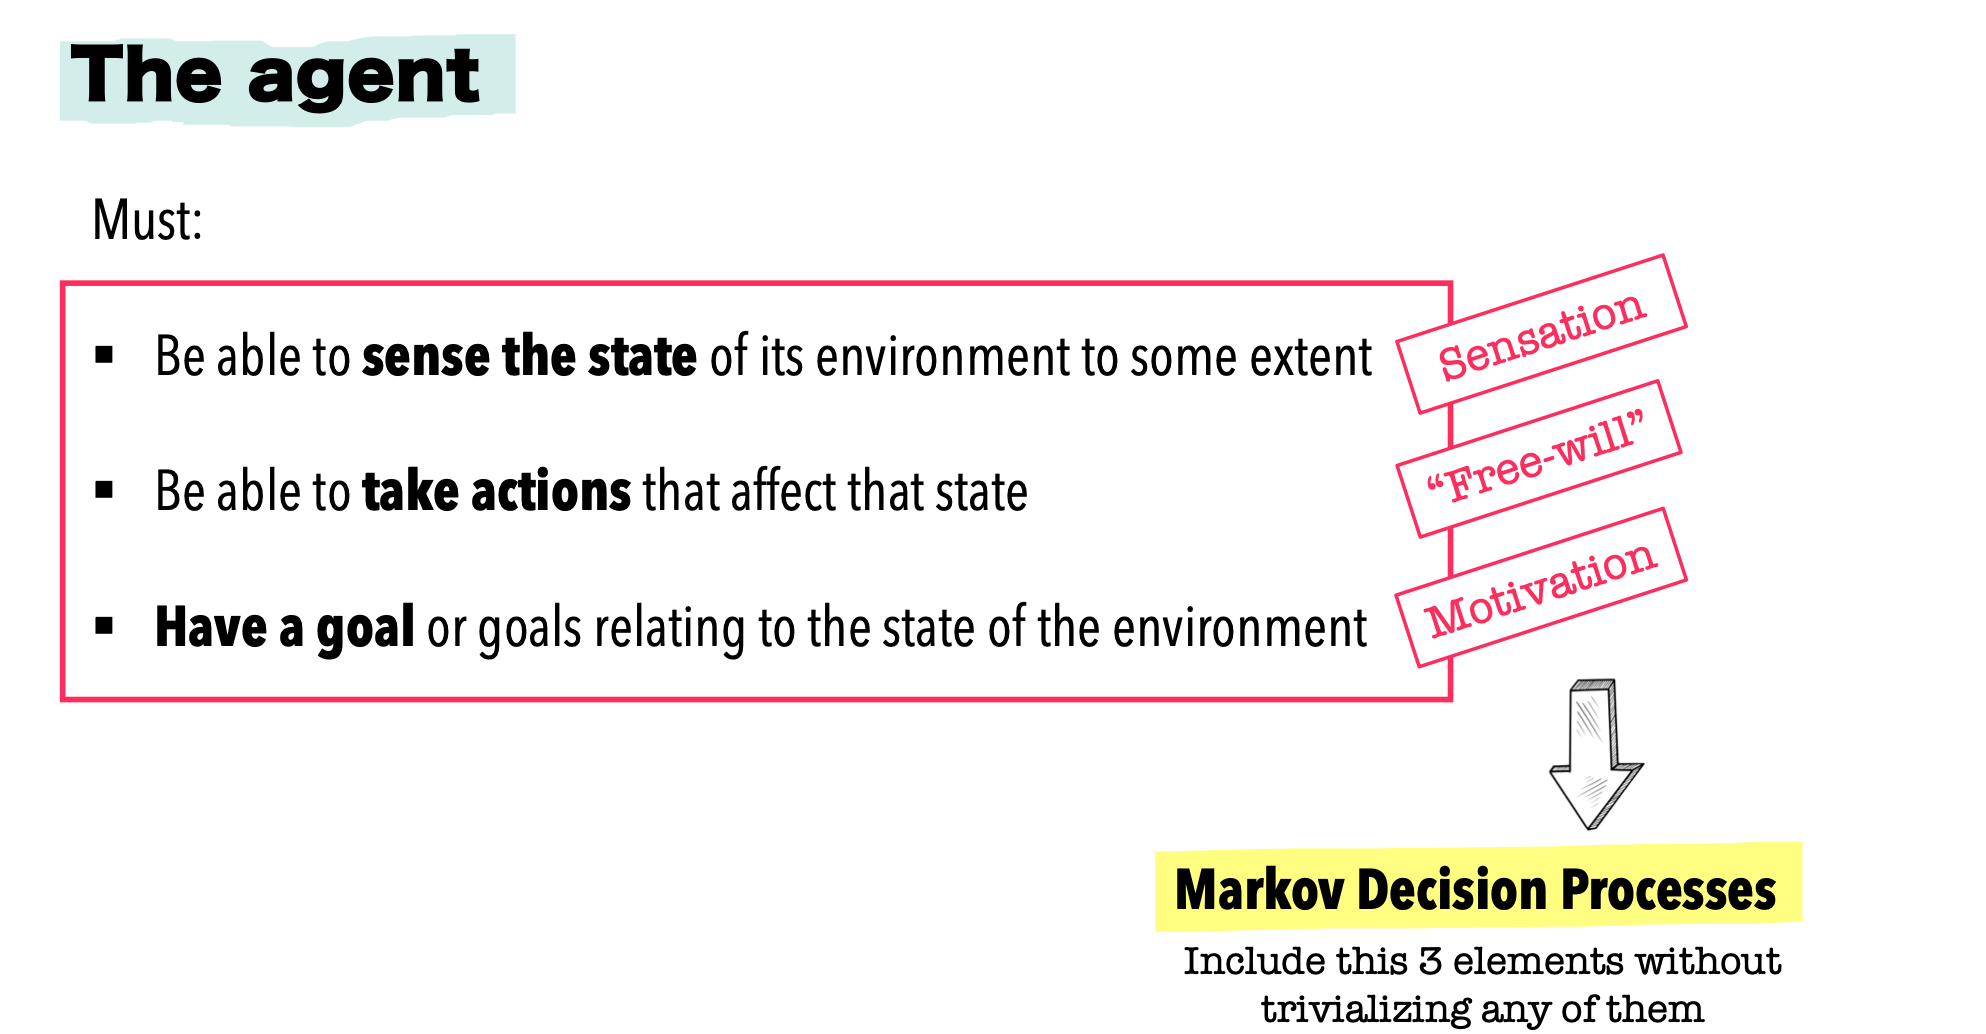 The agent
Must:
▪ Be able to sense the state of its environment to some extent
Sensation
▪ Be able to take actions that affect that state
“Free-will”
▪ Have a goal or goals relating to the state of the environment
Motivation
Markov Decision Processes
Include this 3 elements without
trivializing any of them